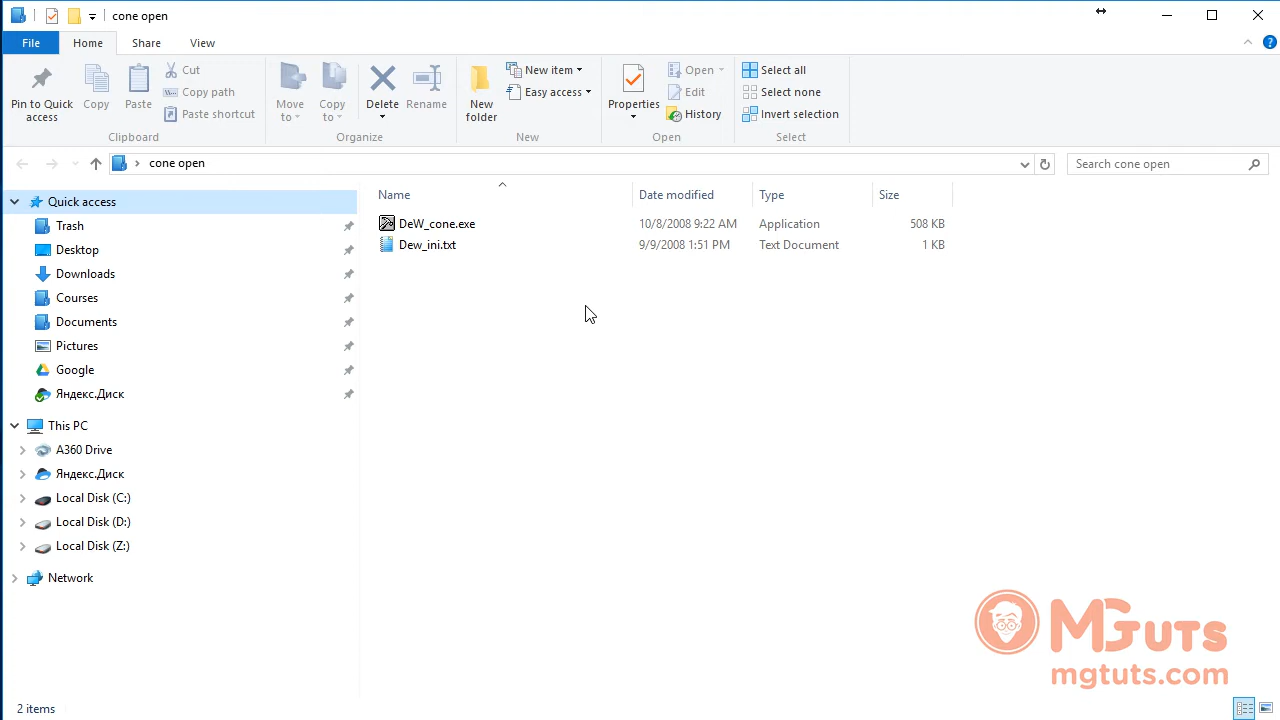 cone open
File Home Share View
Pin to Quick access
Copy
Paste
Cut
Copy path
Paste shortcut
Clipboard
Move to
Copy to
Delete
Rename
Organize
New folder
New item
Easy access
New
Properties
Open
Edit
History
Open
Select all
Select none
Invert selection
Select
cone open
Search cone open
Name Date modified Type Size
DeW_cone.exe 10/8/2008 9:22 AM Application 508 KB
Dew_ini.txt 9/9/2008 1:51 PM Text Document 1 KB
Quick access
Trash
Desktop
Downloads
Courses
Documents
Pictures
Google
Яндекс.Диск
This PC
A360 Drive
Яндекс.Диск
Local Disk (C:)
Local Disk (D:)
Local Disk (Z:)
Network
MGUTS
mgtuts.com
2 items